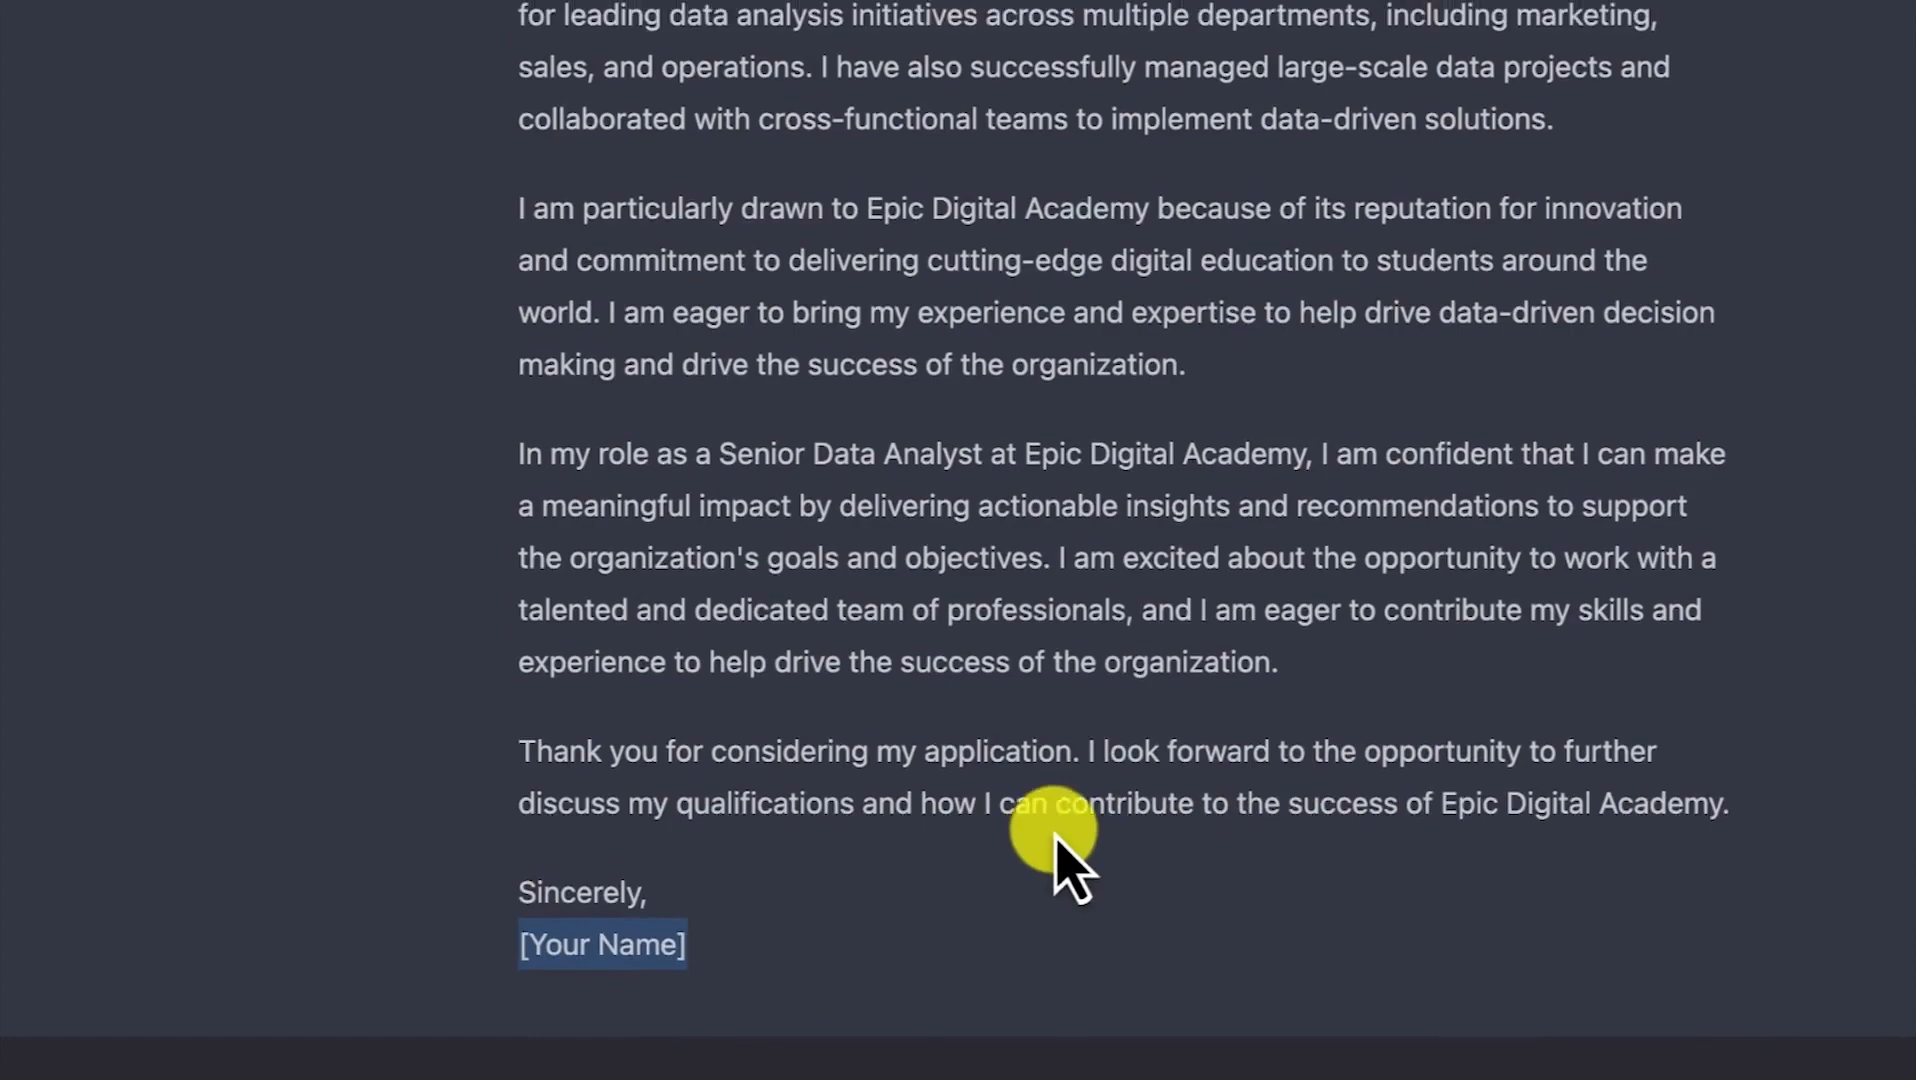 for leading data analysis initiatives across multiple departments, including marketing,
sales, and operations. I have also successfully managed large-scale data projects and
collaborated with cross-functional teams to implement data-driven solutions.
I am particularly drawn to Epic Digital Academy because of its reputation for innovation
and commitment to delivering cutting-edge digital education to students around the
world. I am eager to bring my experience and expertise to help drive data-driven decision
making and drive the success of the organization.
In my role as a Senior Data Analyst at Epic Digital Academy, I am confident that I can make
a meaningful impact by delivering actionable insights and recommendations to support
the organization's goals and objectives. I am excited about the opportunity to work with a
talented and dedicated team of professionals, and I am eager to contribute my skills and
experience to help drive the success of the organization.
Thank you for considering my application. I look forward to the opportunity to further
discuss my qualifications and how I can contribute to the success of Epic Digital Academy.
Sincerely,
[Your Name]